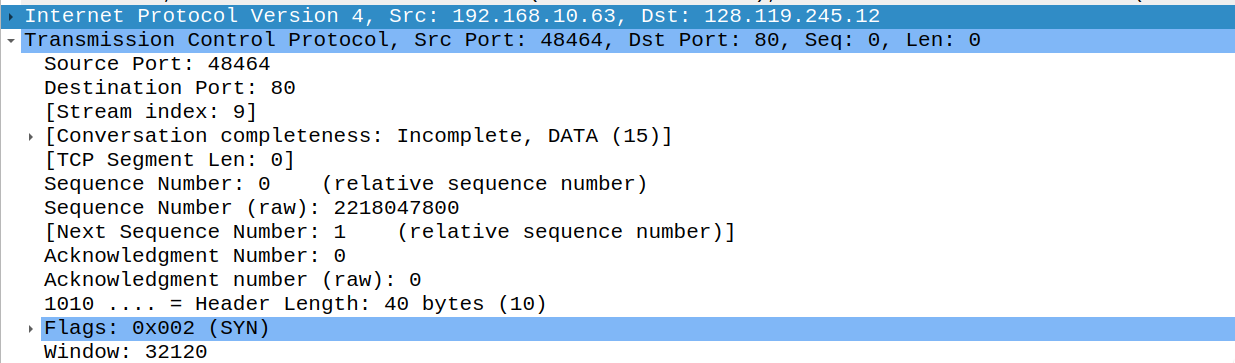 Internet Protocol Version 4, Src: 192.168.10.63, Dst: 128.119.245.12
Transmission Control Protocol, Src Port: 48464, Dst Port: 80, Seq: 0, Len: 0
Source Port: 48464
Destination Port: 80
[Stream index: 9]
[Conversation completeness: Incomplete, DATA (15)]
[TCP Segment Len: 0]
Sequence Number: 0    (relative sequence number)
Sequence Number (raw): 2218047800
[Next Sequence Number: 1    (relative sequence number)]
Acknowledgment Number: 0
Acknowledgment number (raw): 0
1010 .... = Header Length: 40 bytes (10)
Flags: 0x002 (SYN)
Window: 32120